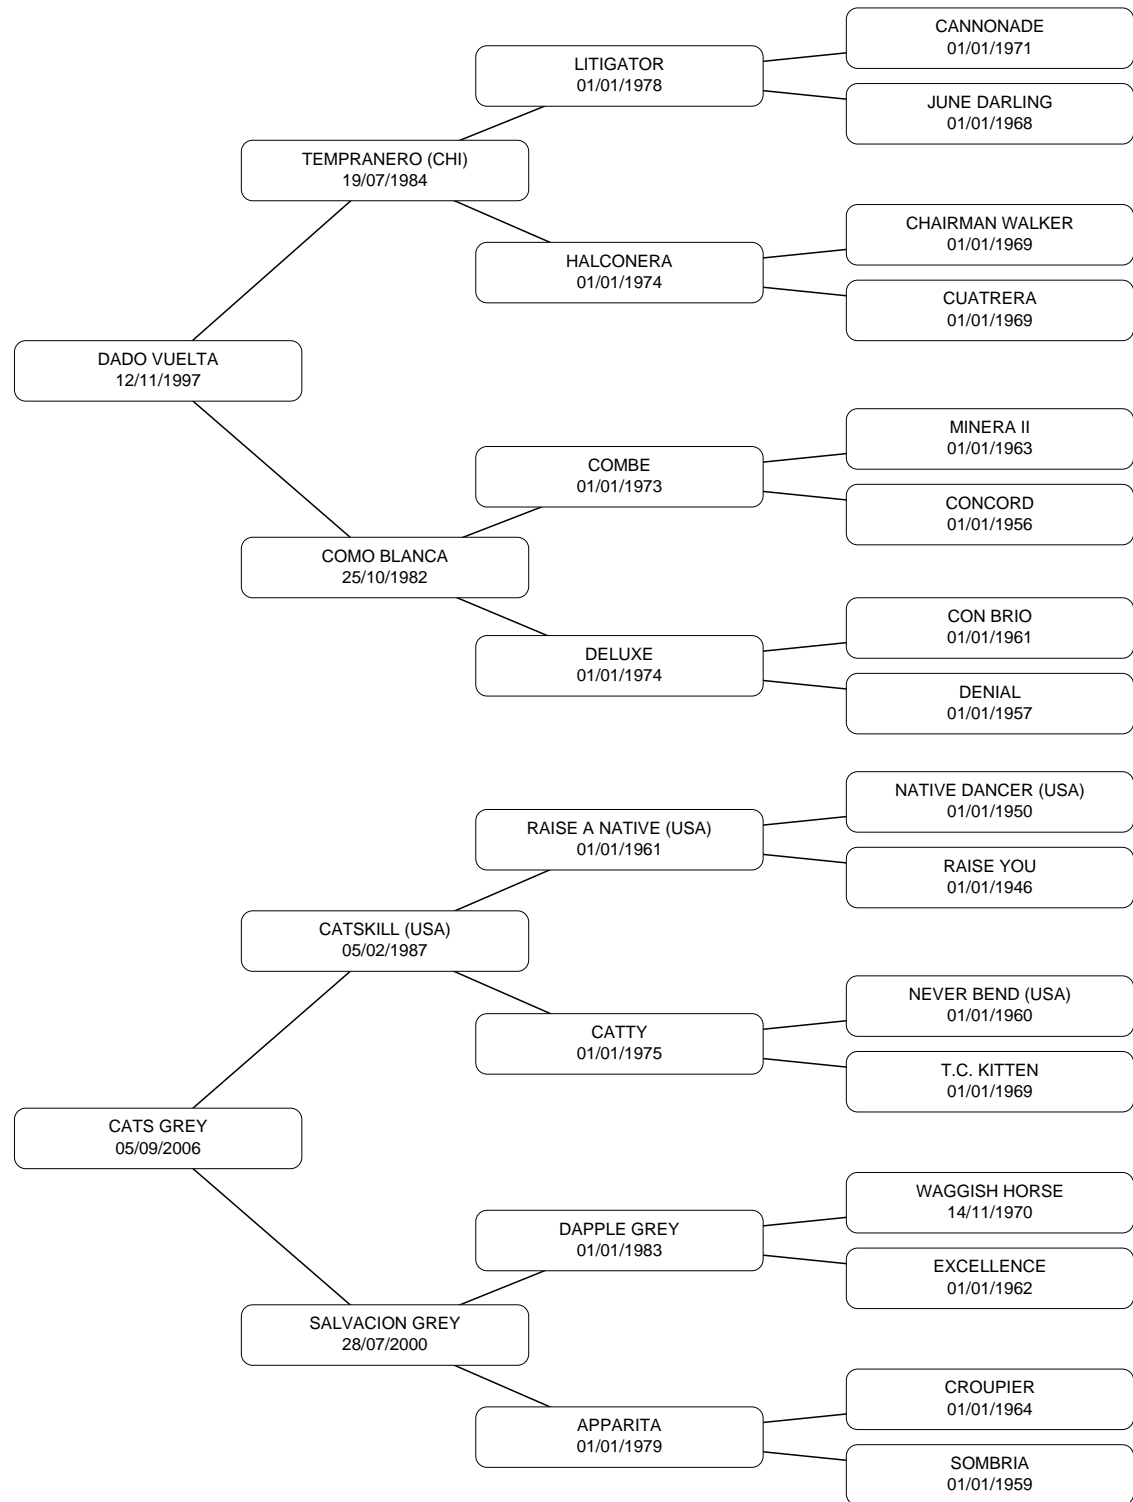 CANNONADE
01/01/1971
LITIGATOR
01/01/1978
JUNE DARLING
01/01/1968
TEMPRANERO (CHI)
19/07/1984
CHAIRMAN WALKER
01/01/1969
HALCONERA
01/01/1974
CUATRERA
01/01/1969
DADO VUELTA
12/11/1997
MINERA II
01/01/1963
COMBE
01/01/1973
CONCORD
01/01/1956
COMO BLANCA
25/10/1982
CON BRIO
01/01/1961
DELUXE
01/01/1974
DENIAL
01/01/1957
NATIVE DANCER (USA)
01/01/1950
RAISE A NATIVE (USA)
01/01/1961
RAISE YOU
01/01/1946
CATSKILL (USA)
05/02/1987
NEVER BEND (USA)
01/01/1960
CATTY
01/01/1975
T.C. KITTEN
01/01/1969
CATS GREY
05/09/2006
WAGGISH HORSE
14/11/1970
DAPPLE GREY
01/01/1983
EXCELLENCE
01/01/1962
SALVACION GREY
28/07/2000
CROUPIER
01/01/1964
APPARITA
01/01/1979
SOMBRIA
01/01/1959